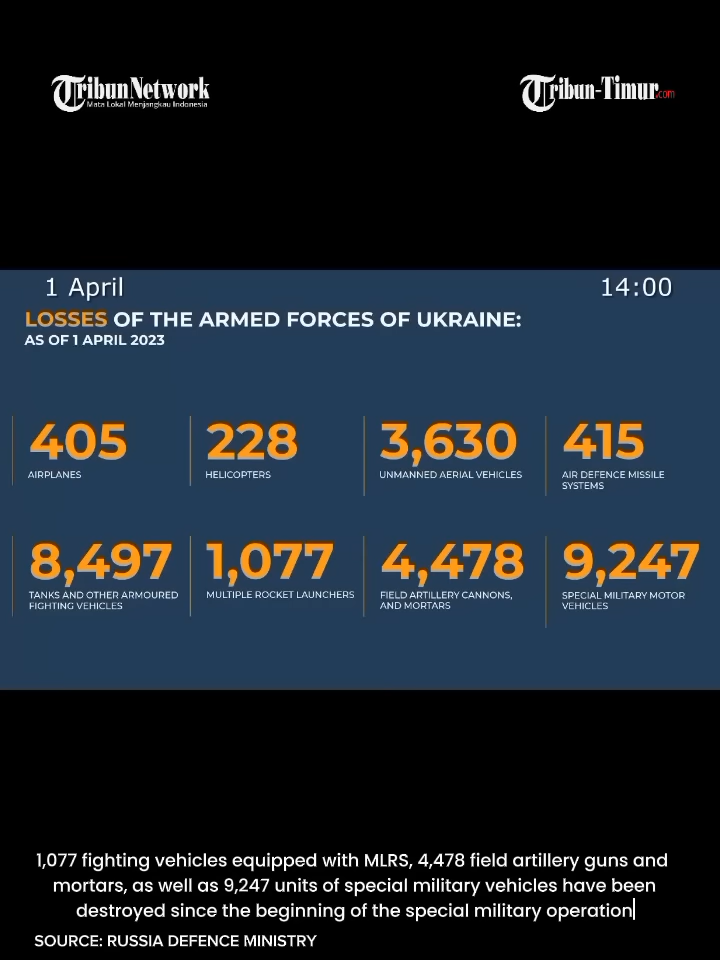 Tribun Network
Mata Lokal Menjangkau Indonesia
Tribun-Timur.com
1 April
14:00
LOSSES OF THE ARMED FORCES OF UKRAINE:
AS OF 1 APRIL 2023
405
AIRPLANES
228
HELICOPTERS
3,630
UNMANNED AERIAL VEHICLES
415
AIR DEFENCE MISSILE
SYSTEMS
8,497
TANKS AND OTHER ARMOURED
FIGHTING VEHICLES
1,077
MULTIPLE ROCKET LAUNCHERS
4,478
FIELD ARTILLERY CANNONS,
AND MORTARS
9,247
SPECIAL MILITARY MOTOR
VEHICLES
1,077 fighting vehicles equipped with MLRS, 4,478 field artillery guns and
mortars, as well as 9,247 units of special military vehicles have been
destroyed since the beginning of the special military operation
SOURCE: RUSSIA DEFENCE MINISTRY